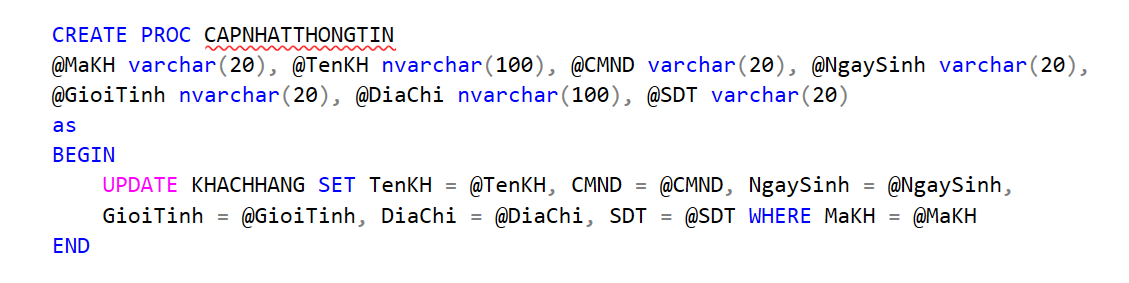 CREATE PROC CAPNHATTHONGTIN
@MaKH varchar(20), @TenKH nvarchar(100), @CMND varchar(20), @NgaySinh varchar(20),
@GioiTinh nvarchar(20), @DiaChi nvarchar(100), @SDT varchar(20)
as
BEGIN
UPDATE KHACHHANG SET TenKH = @TenKH, CMND = @CMND, NgaySinh = @NgaySinh,
GioiTinh = @GioiTinh, DiaChi = @DiaChi, SDT = @SDT WHERE MaKH = @MaKH
END